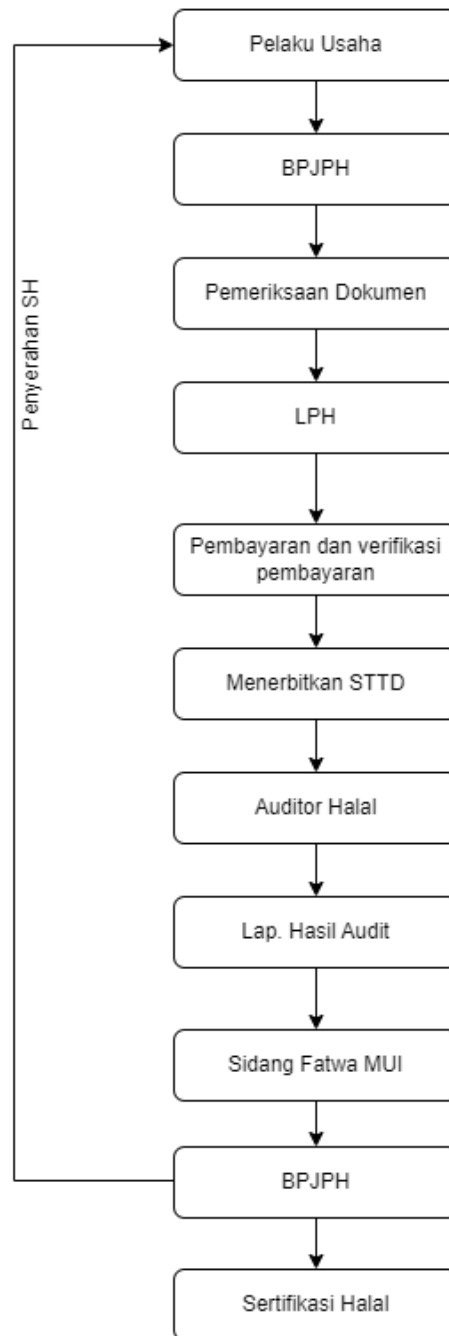 Pelaku Usaha
BPJPH
Pemeriksaan Dokumen
Penyerahan SH
LPH
Pembayaran dan verifikasi
pembayaran
Menerbitkan STTD
Auditor Halal
Lap. Hasil Audit
Sidang Fatwa MUI
BPJPH
Sertifikasi Halal